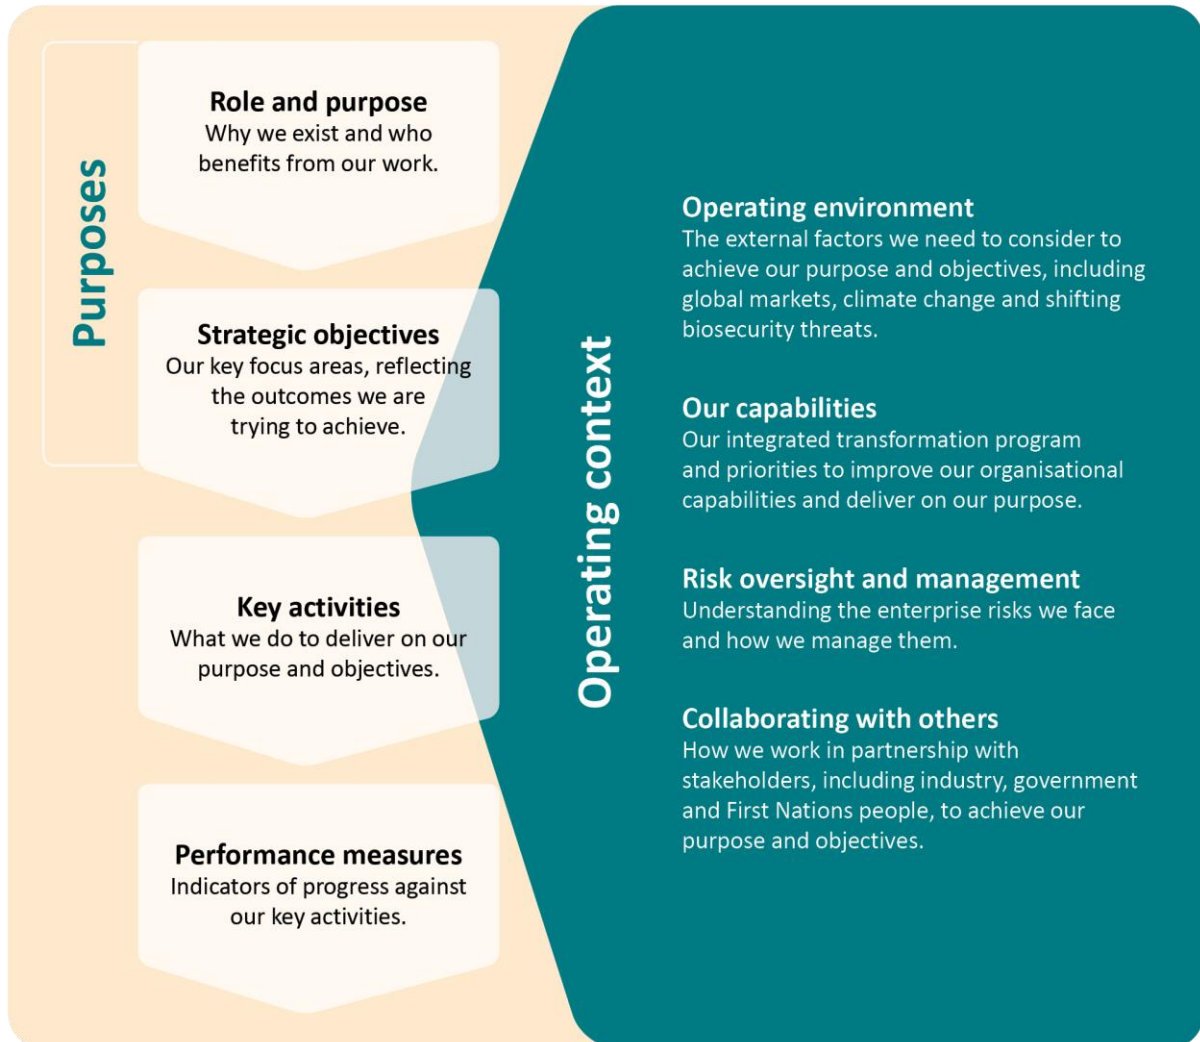 Purposes
Role and purpose
Why we exist and who
benefits from our work.
Strategic objectives
Our key focus areas, reflecting
the outcomes we are
trying to achieve.
Key activities
What we do to deliver on our
purpose and objectives.
Performance measures
Indicators of progress against
our key activities.
Operating context
Operating environment
The external factors we need to consider to
achieve our purpose and objectives, including
global markets, climate change and shifting
biosecurity threats.
Our capabilities
Our integrated transformation program
and priorities to improve our organisational
capabilities and deliver on our purpose.
Risk oversight and management
Understanding the enterprise risks we face
and how we manage them.
Collaborating with others
How we work in partnership with
stakeholders, including industry, government
and First Nations people, to achieve our
purpose and objectives.